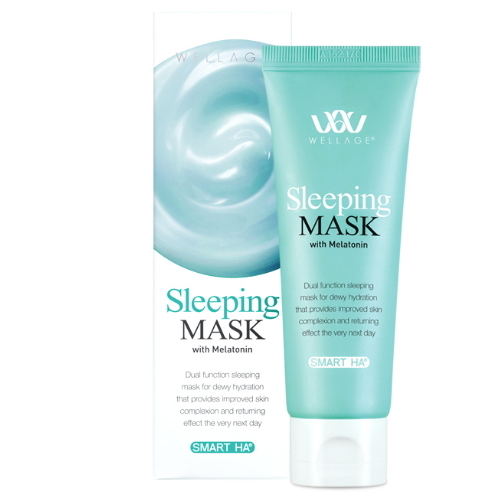 WELLAGE
Sleeping
MASK
with Melatonin
Dual function sleeping
mask for dewy hydration
that provides improved skin
complexion and returning
effect the very next day
SMART HA®
WELLAGE®
Sleeping
MASK
with Melatonin
Dual function sleeping
mask for dewy hydration
that provides improved skin
complexion and returning
effect the very next day
SMART HA®